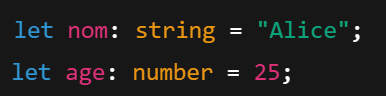 let nom: string = "Alice";
let age: number = 25;